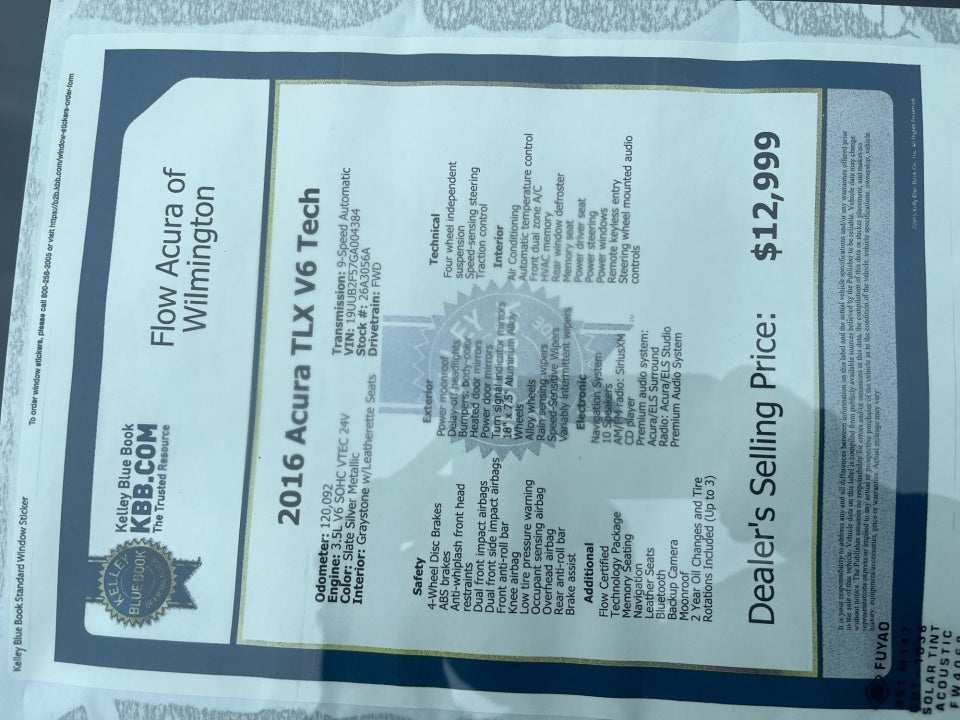 Kelley Blue Book Standard Window Sticker
To order window stickers, please call 800-258-2005 or visit https://b2b.kbb.com/window-stickers-order-form
KELLEY
BLUE BOOK
Kelley Blue Book
KBB.COM
The Trusted Resource
Flow Acura of
Wilmington
2016 Acura TLX V6 Tech
Odometer: 120,092
Engine: 3.5L V6 SOHC VTEC 24V
Color: Slate Silver Metallic
Interior: Graystone w/Leatherette Seats
Transmission: 9-Speed Automatic
VIN: 19UUB2F57GA004384
Stock #: 26A3056A
Drivetrain: FWD
Safety
4-Wheel Disc Brakes
ABS brakes
Anti-whiplash front head
restraints
Dual front impact airbags
Dual front side impact airbags
Front anti-roll bar
Knee airbag
Low tire pressure warning
Occupant sensing airbag
Overhead airbag
Rear anti-roll bar
Brake assist
Additional
Flow Certified
Technology Package
Memory Seating
Navigation
Leather Seats
Bluetooth
Backup Camera
Moonroof
2 Year Oil Changes and Tire
Rotations Included (Up to 3)
Exterior
Power moonroof
Delay-off headlights
Bumpers: body-color
Heated door mirrors
Power door mirrors
Turn signal indicator mirrors
18" x 7.5" Aluminum Alloy
Wheels
Alloy wheels
Rain sensing wipers
Speed-Sensitive Wipers
Variably intermittent wipers
Electronic
Navigation System
10 Speakers
AM/FM radio: SiriusXM
CD player
Premium audio system:
Acura/ELS Surround
Radio: Acura/ELS Studio
Premium Audio System
Technical
Four wheel independent
suspension
Speed-sensing steering
Traction control
Interior
Air Conditioning
Automatic temperature control
Front dual zone A/C
HVAC memory
Rear window defroster
Memory seat
Power driver seat
Power steering
Power windows
Remote keyless entry
Steering wheel mounted audio
controls
Dealer's Selling Price: $12,999
FUYAO
SOLAR TINT
ACOUSTIC